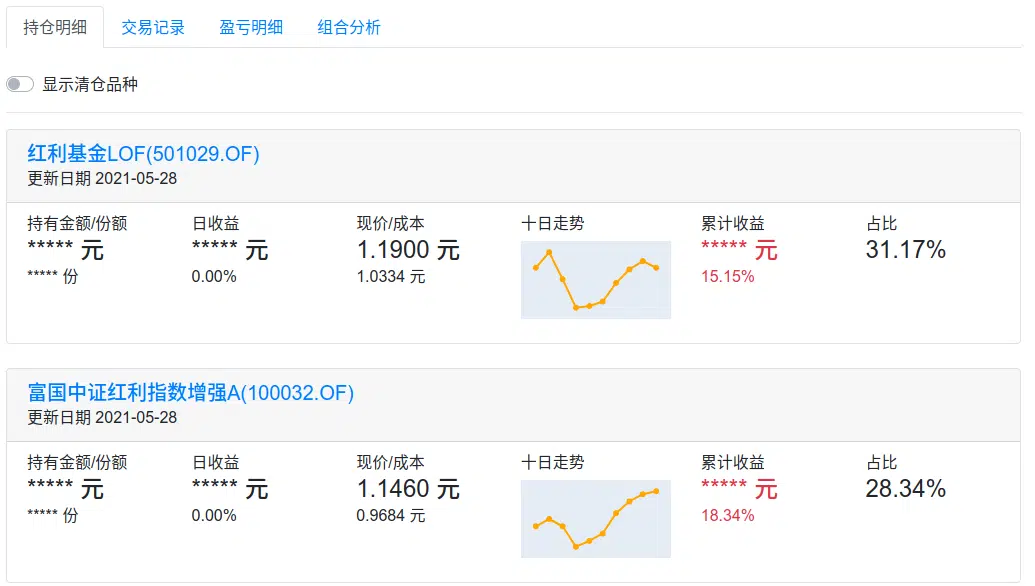 持仓明细 交易记录 盈亏明细 组合分析
显示清仓品种
红利基金LOF(501029.OF)
更新日期 2021-05-28
持有金额/份额 日收益 现价/成本 十日走势 累计收益 占比
***** 元 ***** 元 1.1900 元 ***** 元 31.17%
***** 份 0.00% 1.0334 元 15.15%
富国中证红利指数增强A(100032.OF)
更新日期 2021-05-28
持有金额/份额 日收益 现价/成本 十日走势 累计收益 占比
***** 元 ***** 元 1.1460 元 ***** 元 28.34%
***** 份 0.00% 0.9684 元 18.34%